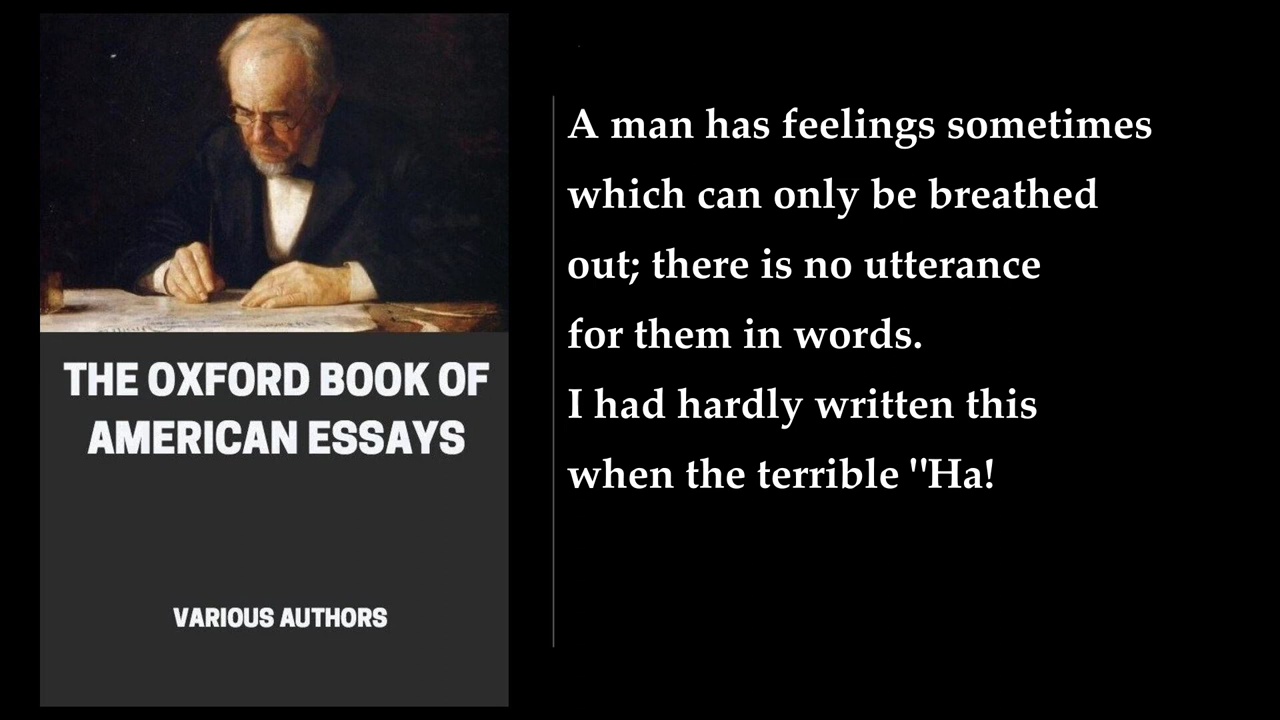 THE OXFORD BOOK OF
AMERICAN ESSAYS
VARIOUS AUTHORS
A man has feelings sometimes
which can only be breathed
out; there is no utterance
for them in words.
I had hardly written this
when the terrible "Ha!